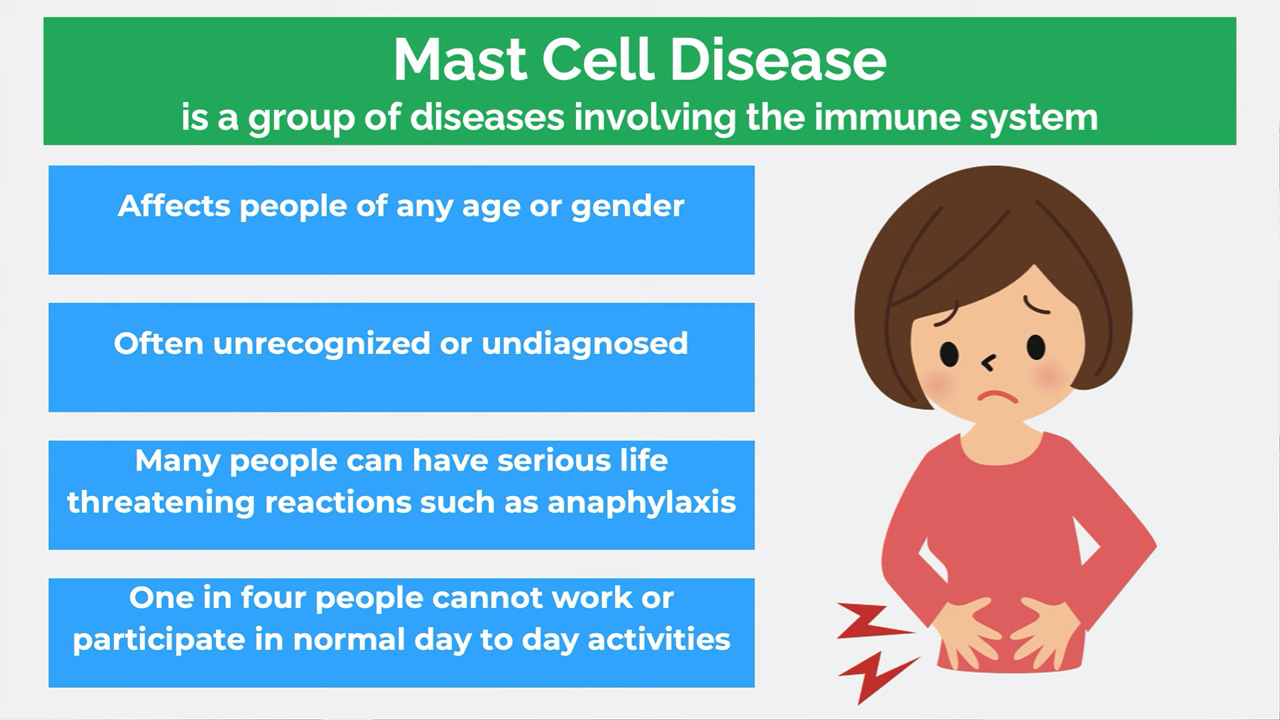 Mast Cell Disease
is a group of diseases involving the immune system
Affects people of any age or gender
Often unrecognized or undiagnosed
Many people can have serious life
threatening reactions such as anaphylaxis
One in four people cannot work or
participate in normal day to day activities